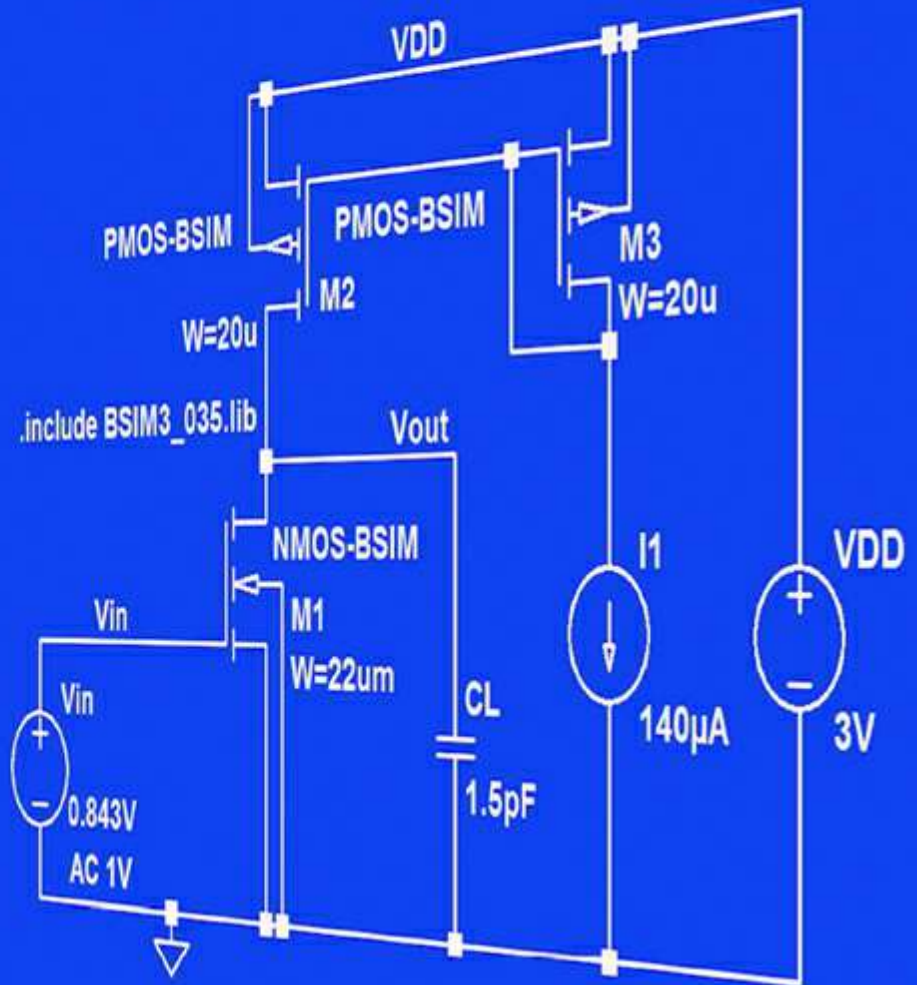 VDD
PMOS-BSIM
PMOS-BSIM
M2
M3
W=20u
W=20u
.include BSIM3_035.lib
Vout
NMOS-BSIM
I1
VDD
Vin
M1
W=22um
Vin
CL
140µA
3V
0.843V
1.5pF
AC 1V
+
−
+
−